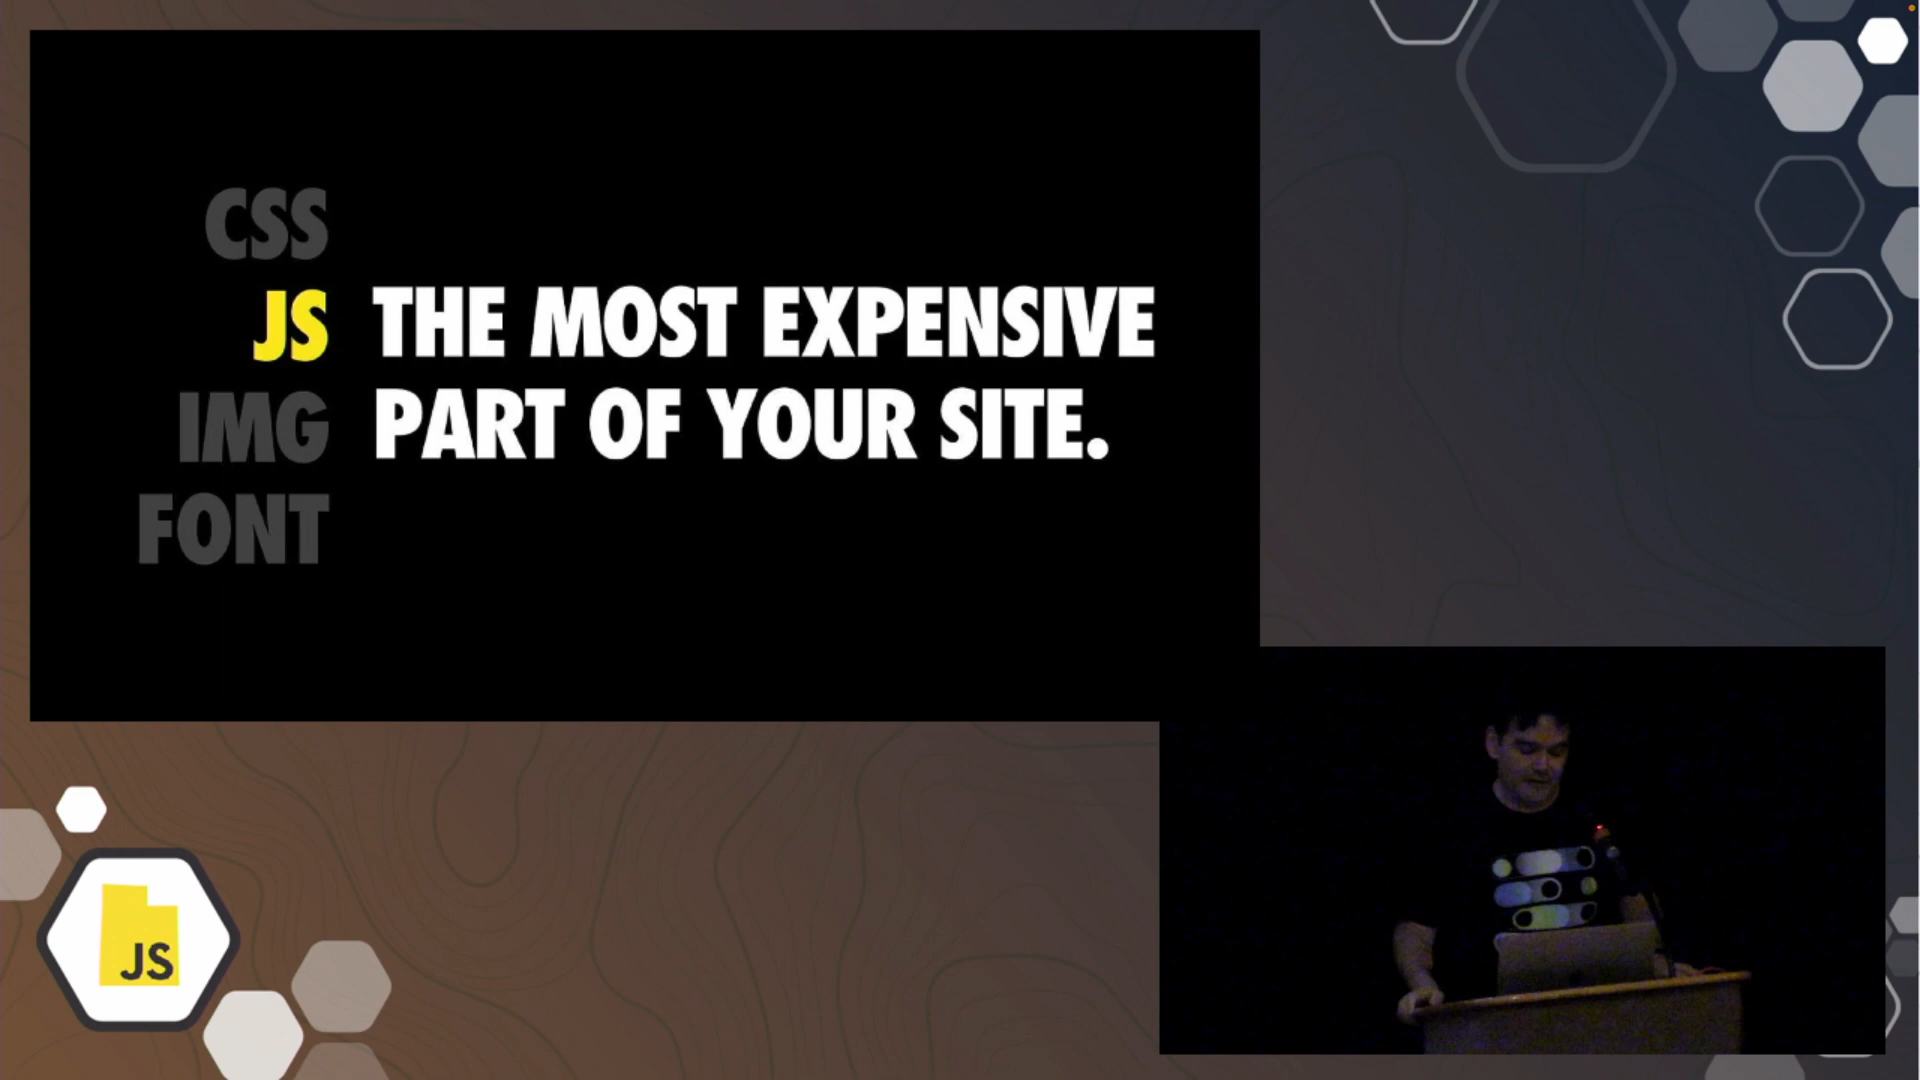 CSS
JS THE MOST EXPENSIVE
IMG PART OF YOUR SITE.
FONT
JS